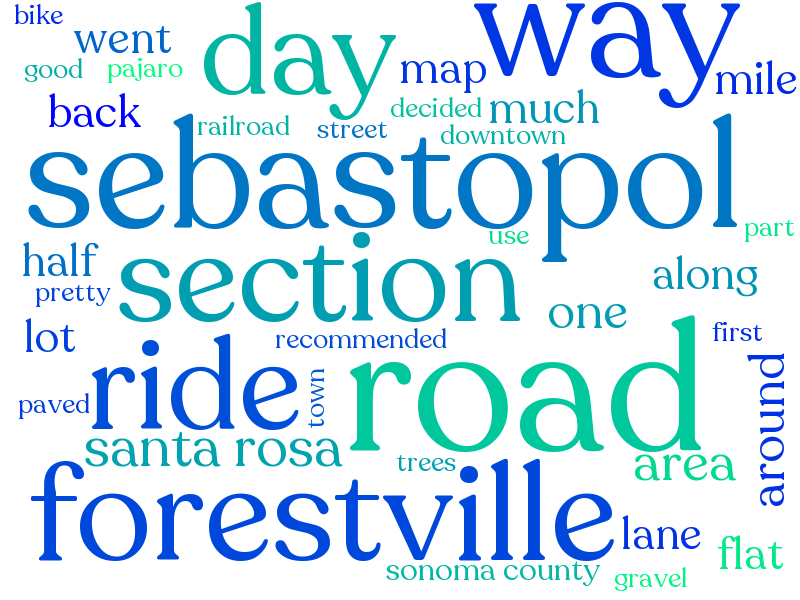 bike
went
day
way
good
pajaro
map
mile
back
decided
much
railroad
street
downtown
sebastopol
use
part
half
section
along
pretty
one
lot
recommended
first
ride
road
around
paved
town
santa rosa
trees
area
forestville
lane
flat
sonoma county
gravel